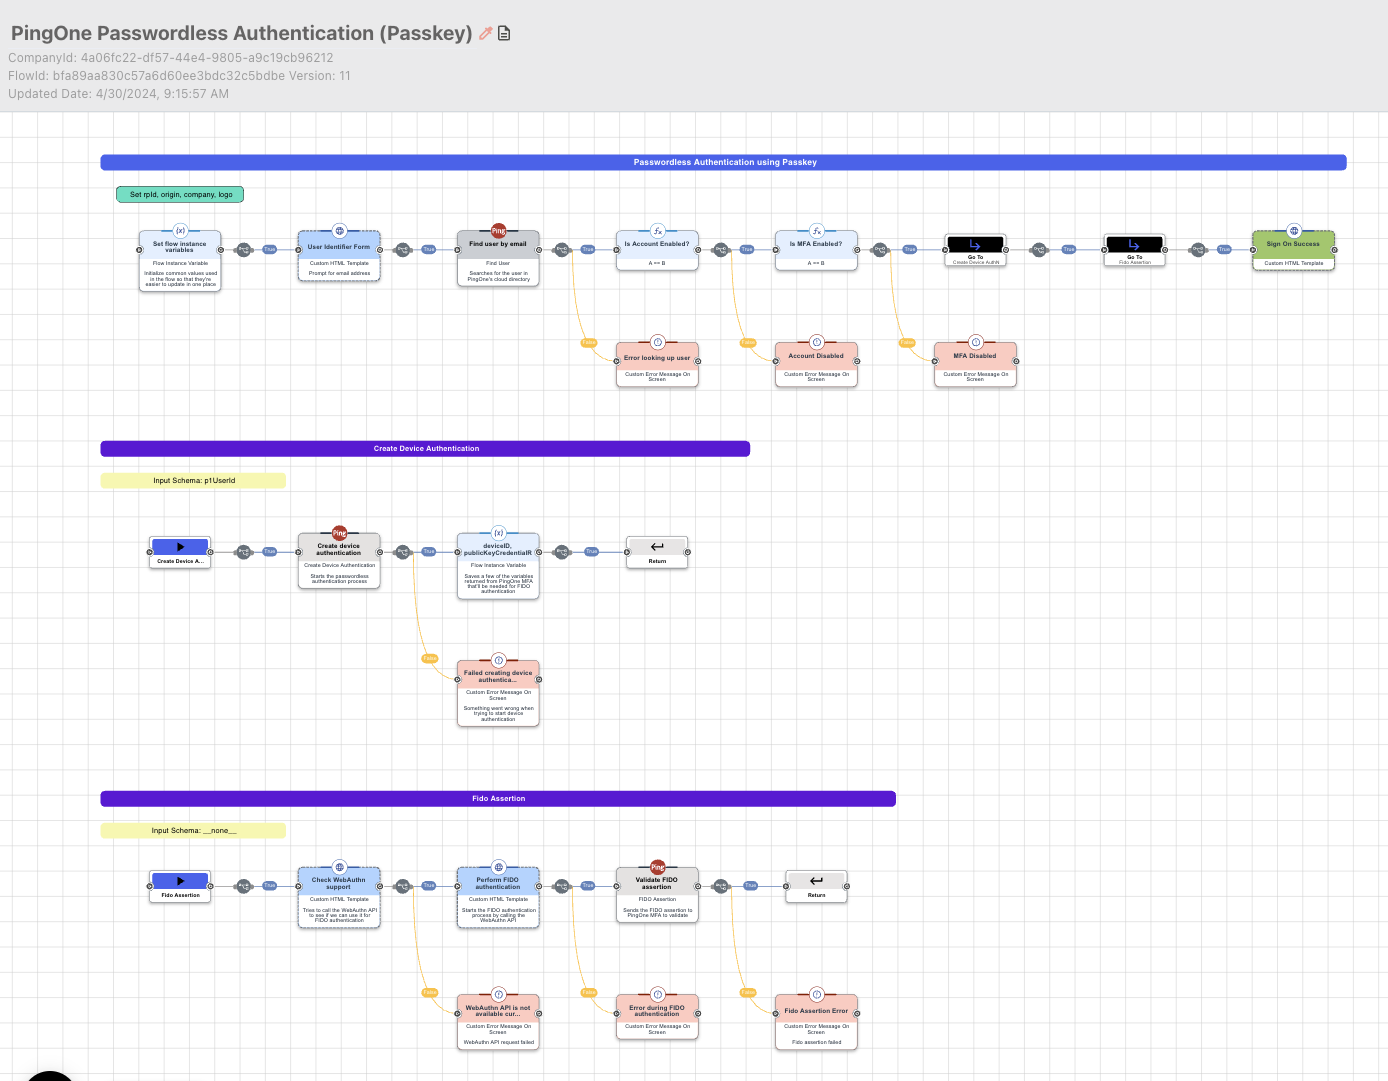 PingOne Passwordless Authentication (Passkey)
CompanyId: 4a06fc22-df57-44e4-9805-a9c19cb96212
FlowId: bfa89aa830c57a6d60ee3bdc32c5bdbe Version: 11
Updated Date: 4/30/2024, 9:15:57 AM
Passwordless Authentication using Passkey
Set rpId, origin, company, logo
Set flow instance
variables
Flow Instance Variable
Initialize common values used
in the flow so that they're
easier to update in one place
True
User Identifier Form
Custom HTML Template
Prompt for email address
True
Ping
Find user by email
Find User
Searches for the user in
PingOne's cloud directory
True
Is Account Enabled?
A == B
True
Is MFA Enabled?
A == B
True
Go To
Create Device AuthN
True
Go To
Fido Assertion
True
Sign On Success
Custom HTML Template
False
Error looking up user
Custom Error Message On
Screen
False
Account Disabled
Custom Error Message On
Screen
False
MFA Disabled
Custom Error Message On
Screen
Create Device Authentication
Input Schema: p1UserId
Create Device A...
True
Ping
Create device
authentication
Create Device Authentication
Starts the passwordless
authentication process
True
deviceID,
publicKeyCredentialR
Flow Instance Variable
Saves a few of the variables
returned from PingOne MFA
that'll be needed for FIDO
authentication
True
Return
False
Failed creating device
authentica...
Custom Error Message On
Screen
Something went wrong when
trying to start device
authentication
Fido Assertion
Input Schema: __none__
Fido Assertion
True
Check WebAuthn
support
Custom HTML Template
Tries to call the WebAuthn API
to see if we can use it for
FIDO authentication
True
Perform FIDO
authentication
Custom HTML Template
Starts the FIDO authentication
process by calling the
WebAuthn API
True
Ping
Validate FIDO
assertion
FIDO Assertion
Sends the FIDO assertion to
PingOne MFA to validate
True
Return
False
WebAuthn API is not
available cur...
Custom Error Message On
Screen
WebAuthn API request failed
False
Error during FIDO
authentication
Custom Error Message On
Screen
False
Fido Assertion Error
Custom Error Message On
Screen
Fido assertion failed